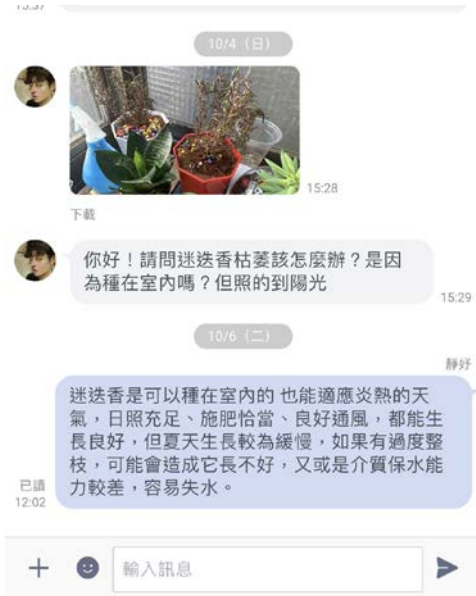 10/4（日）
15:28
下載
你好！請問迷迭香枯萎該怎麼辦？是因
為種在室內嗎？但照的到陽光
15:29
10/6（二）
靜妤
迷迭香是可以種在室內的 也能適應炎熱的天
氣，日照充足、施肥恰當、良好通風，都能生
長良好，但夏天生長較為緩慢，如果有過度整
枝，可能會造成它長不好，又或是介質保水能
力較差，容易失水。
已讀
12:02
輸入訊息